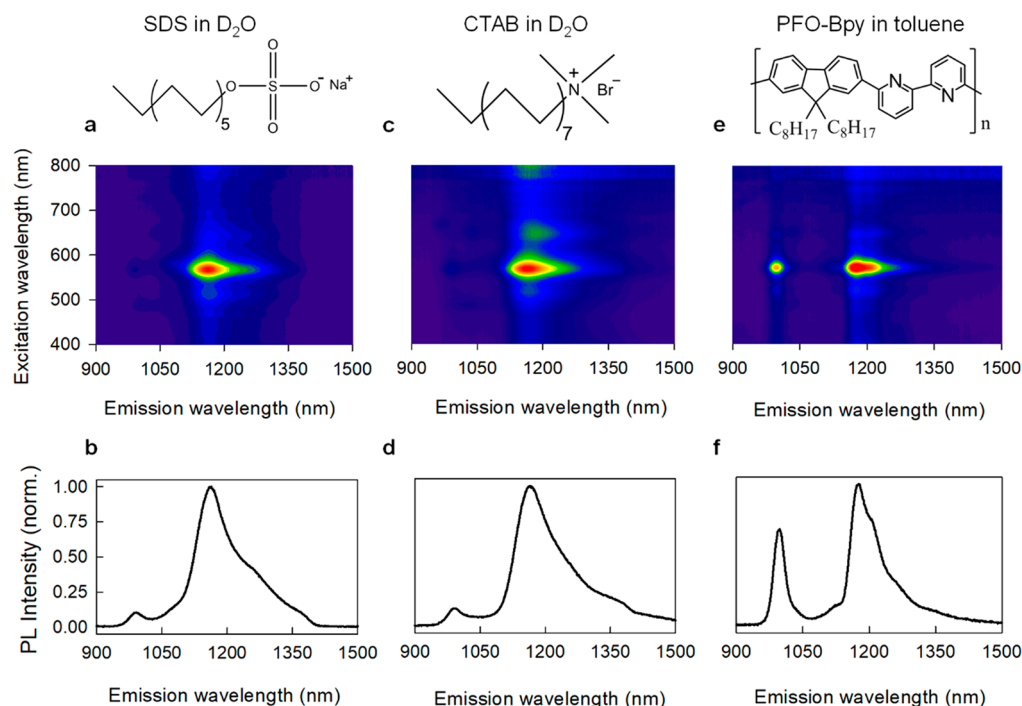 SDS in D₂O
CTAB in D₂O
PFO-Bpy in toluene
O
O
S
O⁻ Na⁺
O
5
N⁺
Br⁻
7
N
N
C₈H₁₇ C₈H₁₇
n
a
c
e
Excitation wavelength (nm)
800
700
600
500
400
900 1050 1200 1350 1500
900 1050 1200 1350 1500
900 1050 1200 1350 1500
Emission wavelength (nm)
Emission wavelength (nm)
Emission wavelength (nm)
b
d
f
PL Intensity (norm.)
1.00
0.75
0.50
0.25
0.00
900 1050 1200 1350 1500
900 1050 1200 1350 1500
900 1050 1200 1350 1500
Emission wavelength (nm)
Emission wavelength (nm)
Emission wavelength (nm)